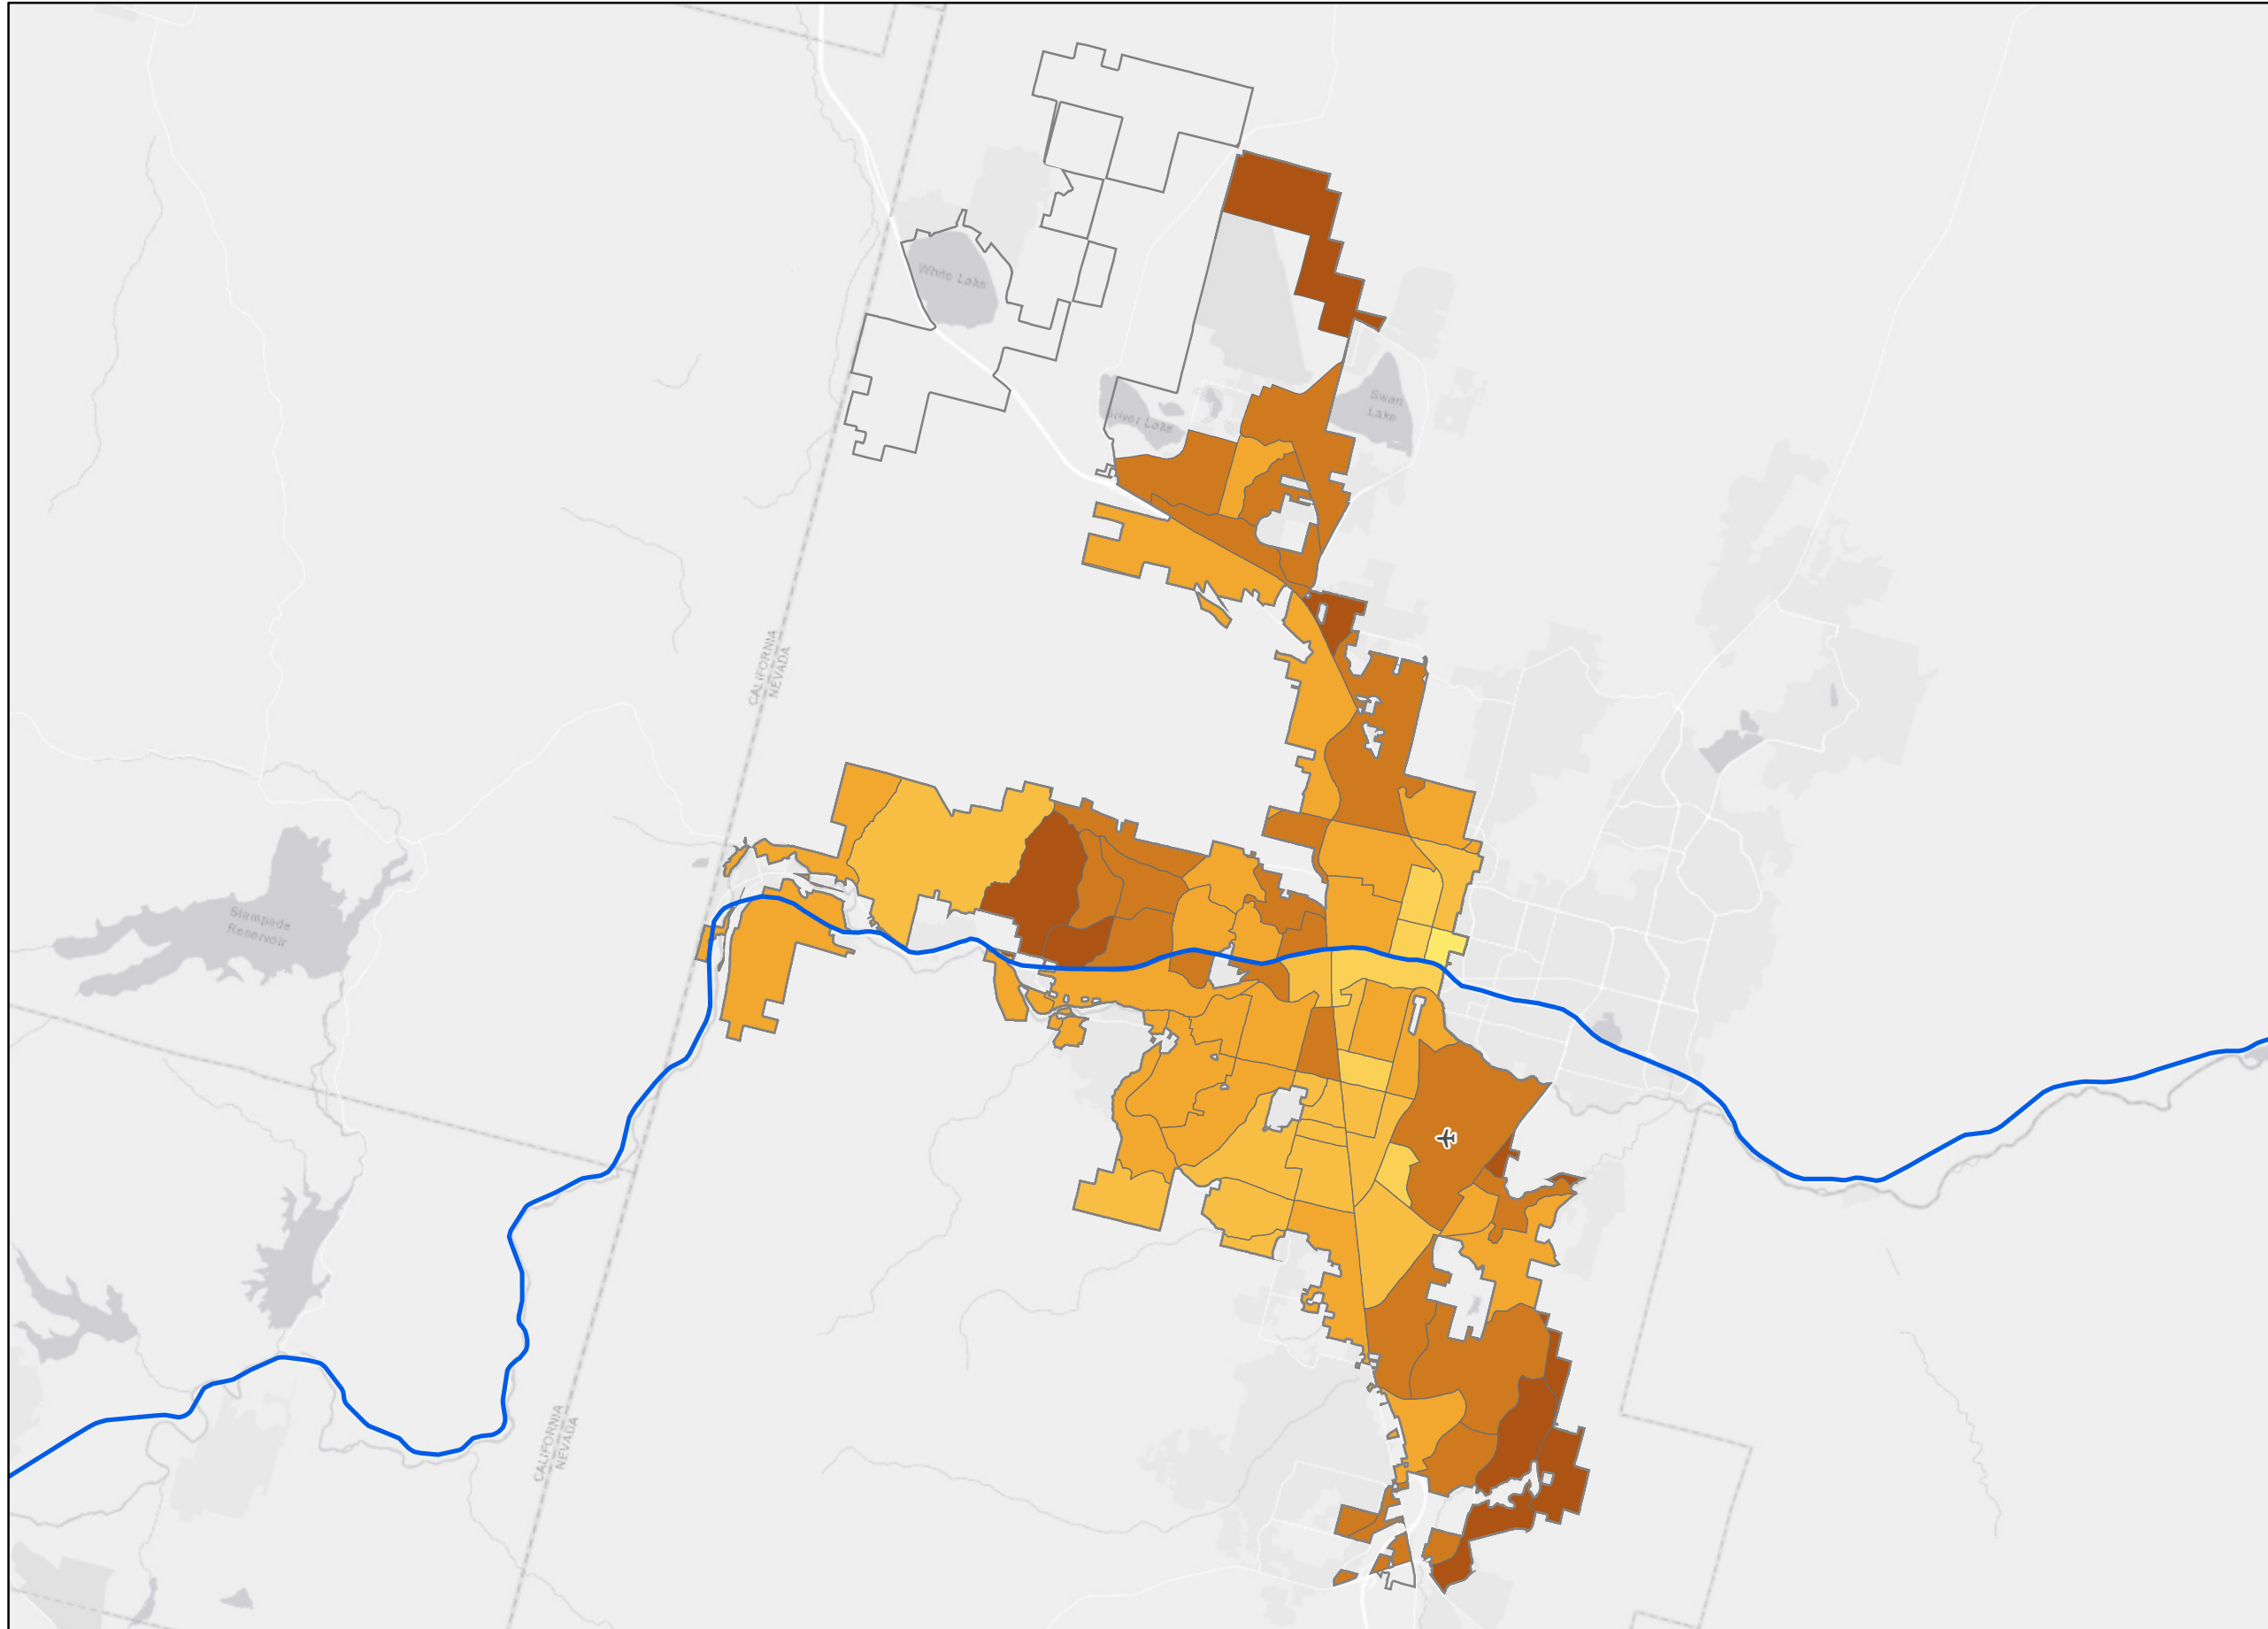 White Lake
Swan
Lake
Silver Lake
CALIFORNIA
NEVADA
Stampede
Reservoir
CALIFORNIA
NEVADA